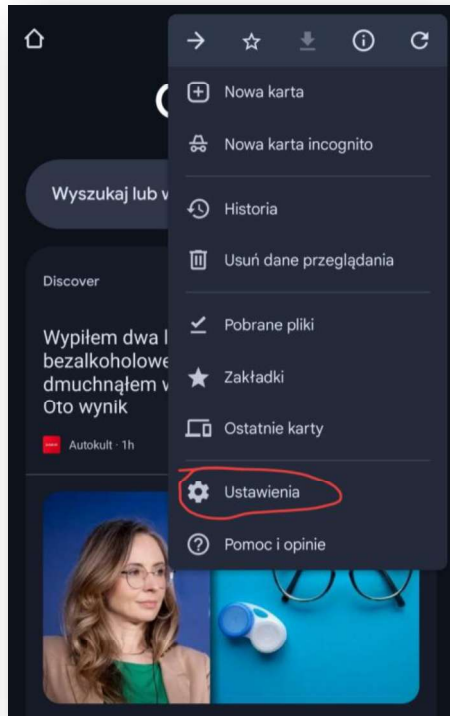 Nowa karta
Nowa karta incognito
Wyszukaj lub w
Historia
Usuń dane przeglądania
Discover
Pobrane pliki
Wypiłem dwa l
bezalkoholowe
dmuchnąłem w
Oto wynik
Zakładki
Ostatnie karty
Autokult · 1h
Ustawienia
Pomoc i opinie